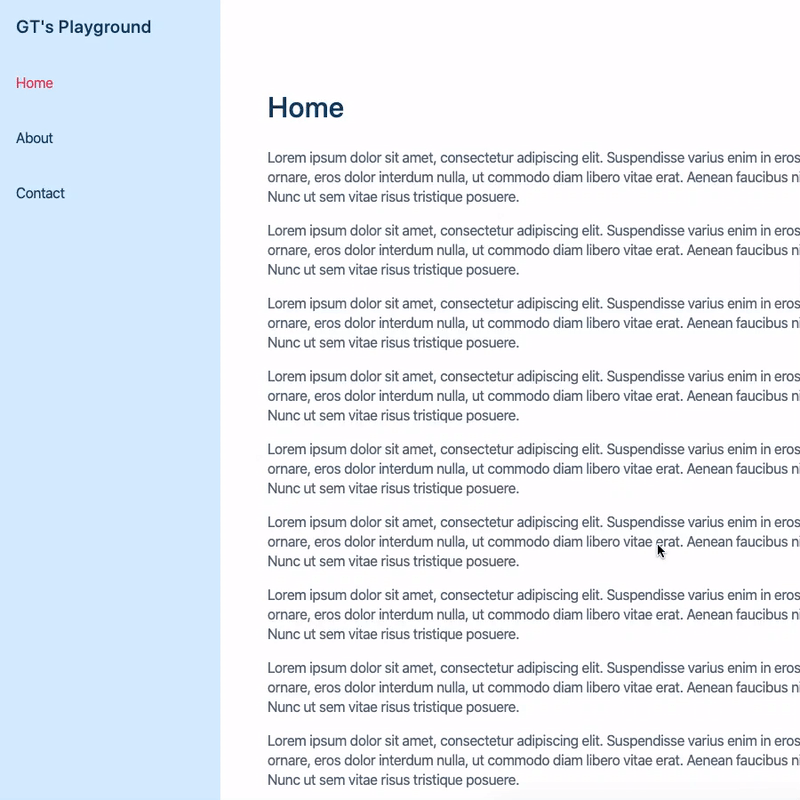 GT's Playground
Home
About
Contact
Home
Lorem ipsum dolor sit amet, consectetur adipiscing elit. Suspendisse varius enim in eros
ornare, eros dolor interdum nulla, ut commodo diam libero vitae erat. Aenean faucibus ni
Nunc ut sem vitae risus tristique posuere.
Lorem ipsum dolor sit amet, consectetur adipiscing elit. Suspendisse varius enim in eros
ornare, eros dolor interdum nulla, ut commodo diam libero vitae erat. Aenean faucibus ni
Nunc ut sem vitae risus tristique posuere.
Lorem ipsum dolor sit amet, consectetur adipiscing elit. Suspendisse varius enim in eros
ornare, eros dolor interdum nulla, ut commodo diam libero vitae erat. Aenean faucibus ni
Nunc ut sem vitae risus tristique posuere.
Lorem ipsum dolor sit amet, consectetur adipiscing elit. Suspendisse varius enim in eros
ornare, eros dolor interdum nulla, ut commodo diam libero vitae erat. Aenean faucibus ni
Nunc ut sem vitae risus tristique posuere.
Lorem ipsum dolor sit amet, consectetur adipiscing elit. Suspendisse varius enim in eros
ornare, eros dolor interdum nulla, ut commodo diam libero vitae erat. Aenean faucibus ni
Nunc ut sem vitae risus tristique posuere.
Lorem ipsum dolor sit amet, consectetur adipiscing elit. Suspendisse varius enim in eros
ornare, eros dolor interdum nulla, ut commodo diam libero vitae erat. Aenean faucibus ni
Nunc ut sem vitae risus tristique posuere.
Lorem ipsum dolor sit amet, consectetur adipiscing elit. Suspendisse varius enim in eros
ornare, eros dolor interdum nulla, ut commodo diam libero vitae erat. Aenean faucibus ni
Nunc ut sem vitae risus tristique posuere.
Lorem ipsum dolor sit amet, consectetur adipiscing elit. Suspendisse varius enim in eros
ornare, eros dolor interdum nulla, ut commodo diam libero vitae erat. Aenean faucibus ni
Nunc ut sem vitae risus tristique posuere.
Lorem ipsum dolor sit amet, consectetur adipiscing elit. Suspendisse varius enim in eros
ornare, eros dolor interdum nulla, ut commodo diam libero vitae erat. Aenean faucibus ni
Nunc ut sem vitae risus tristique posuere.